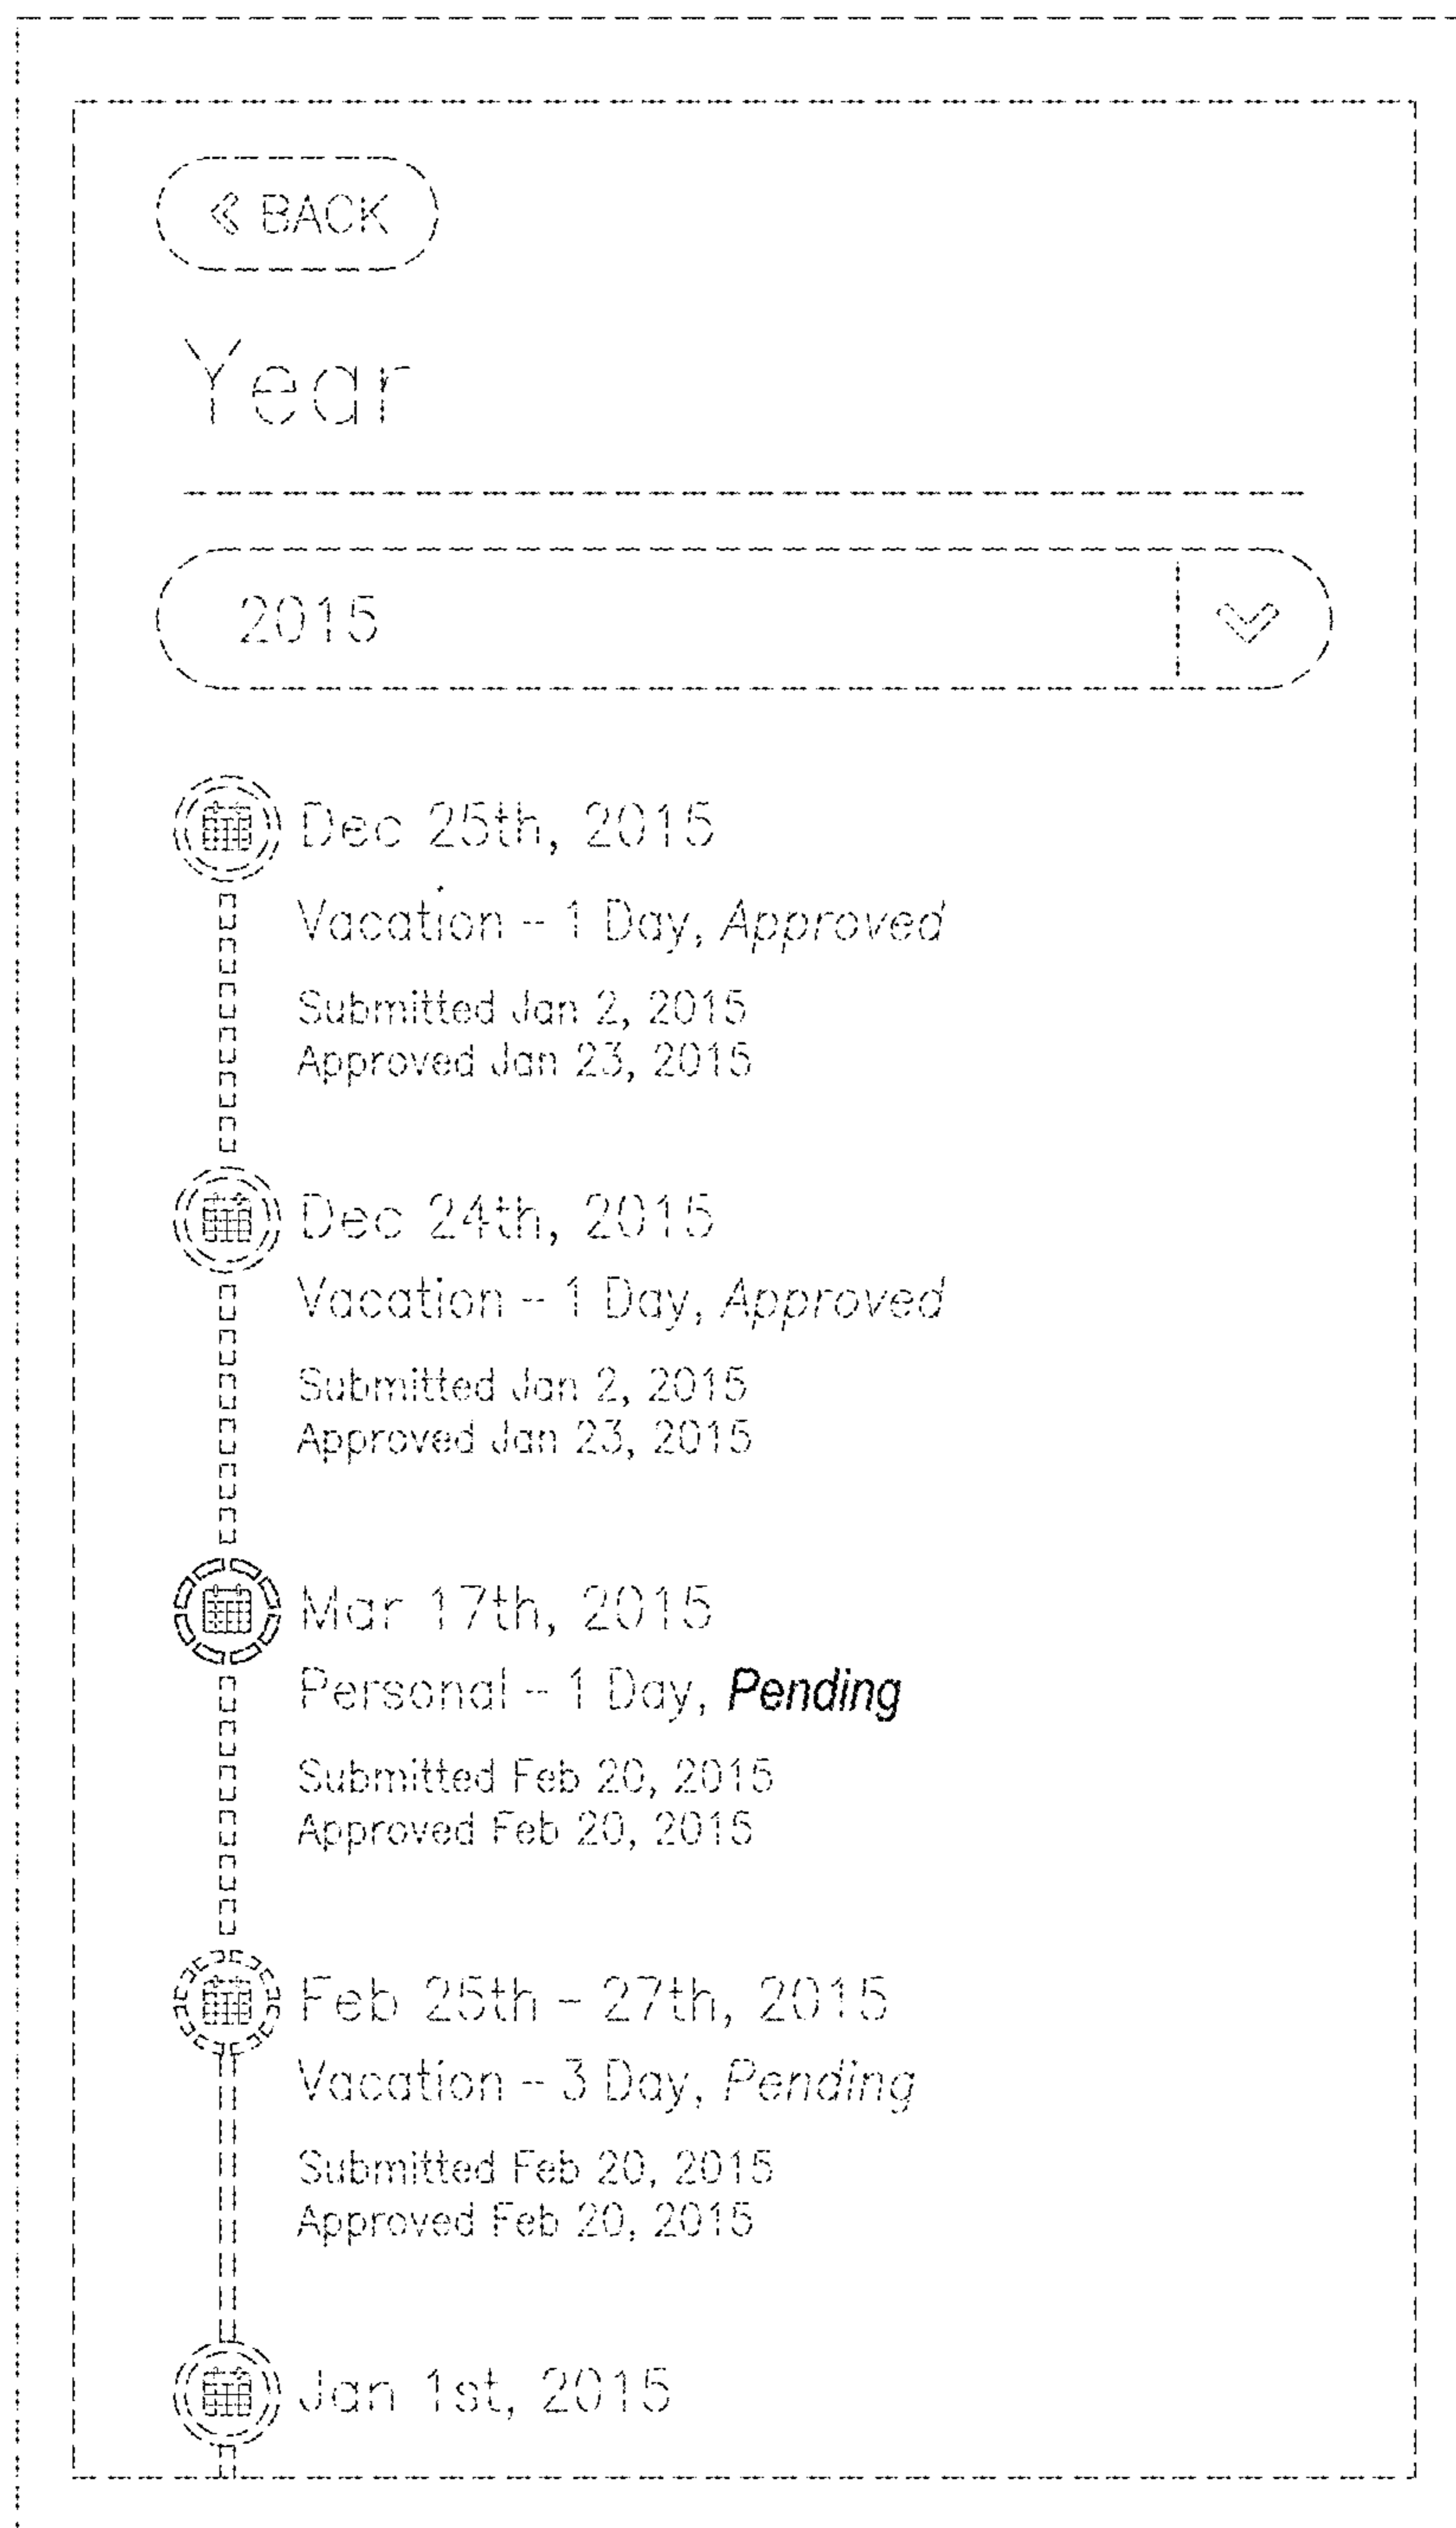 « BACK
Year
2015
Dec 25th, 2015
Vacation – 1 Day, Approved
Submitted Jan 2, 2015
Approved Jan 23, 2015
Dec 24th, 2015
Vacation – 1 Day, Approved
Submitted Jan 2, 2015
Approved Jan 23, 2015
Mar 17th, 2015
Personal – 1 Day, Pending
Submitted Feb 20, 2015
Approved Feb 20, 2015
Feb 25th – 27th, 2015
Vacation – 3 Day, Pending
Submitted Feb 20, 2015
Approved Feb 20, 2015
Jan 1st, 2015